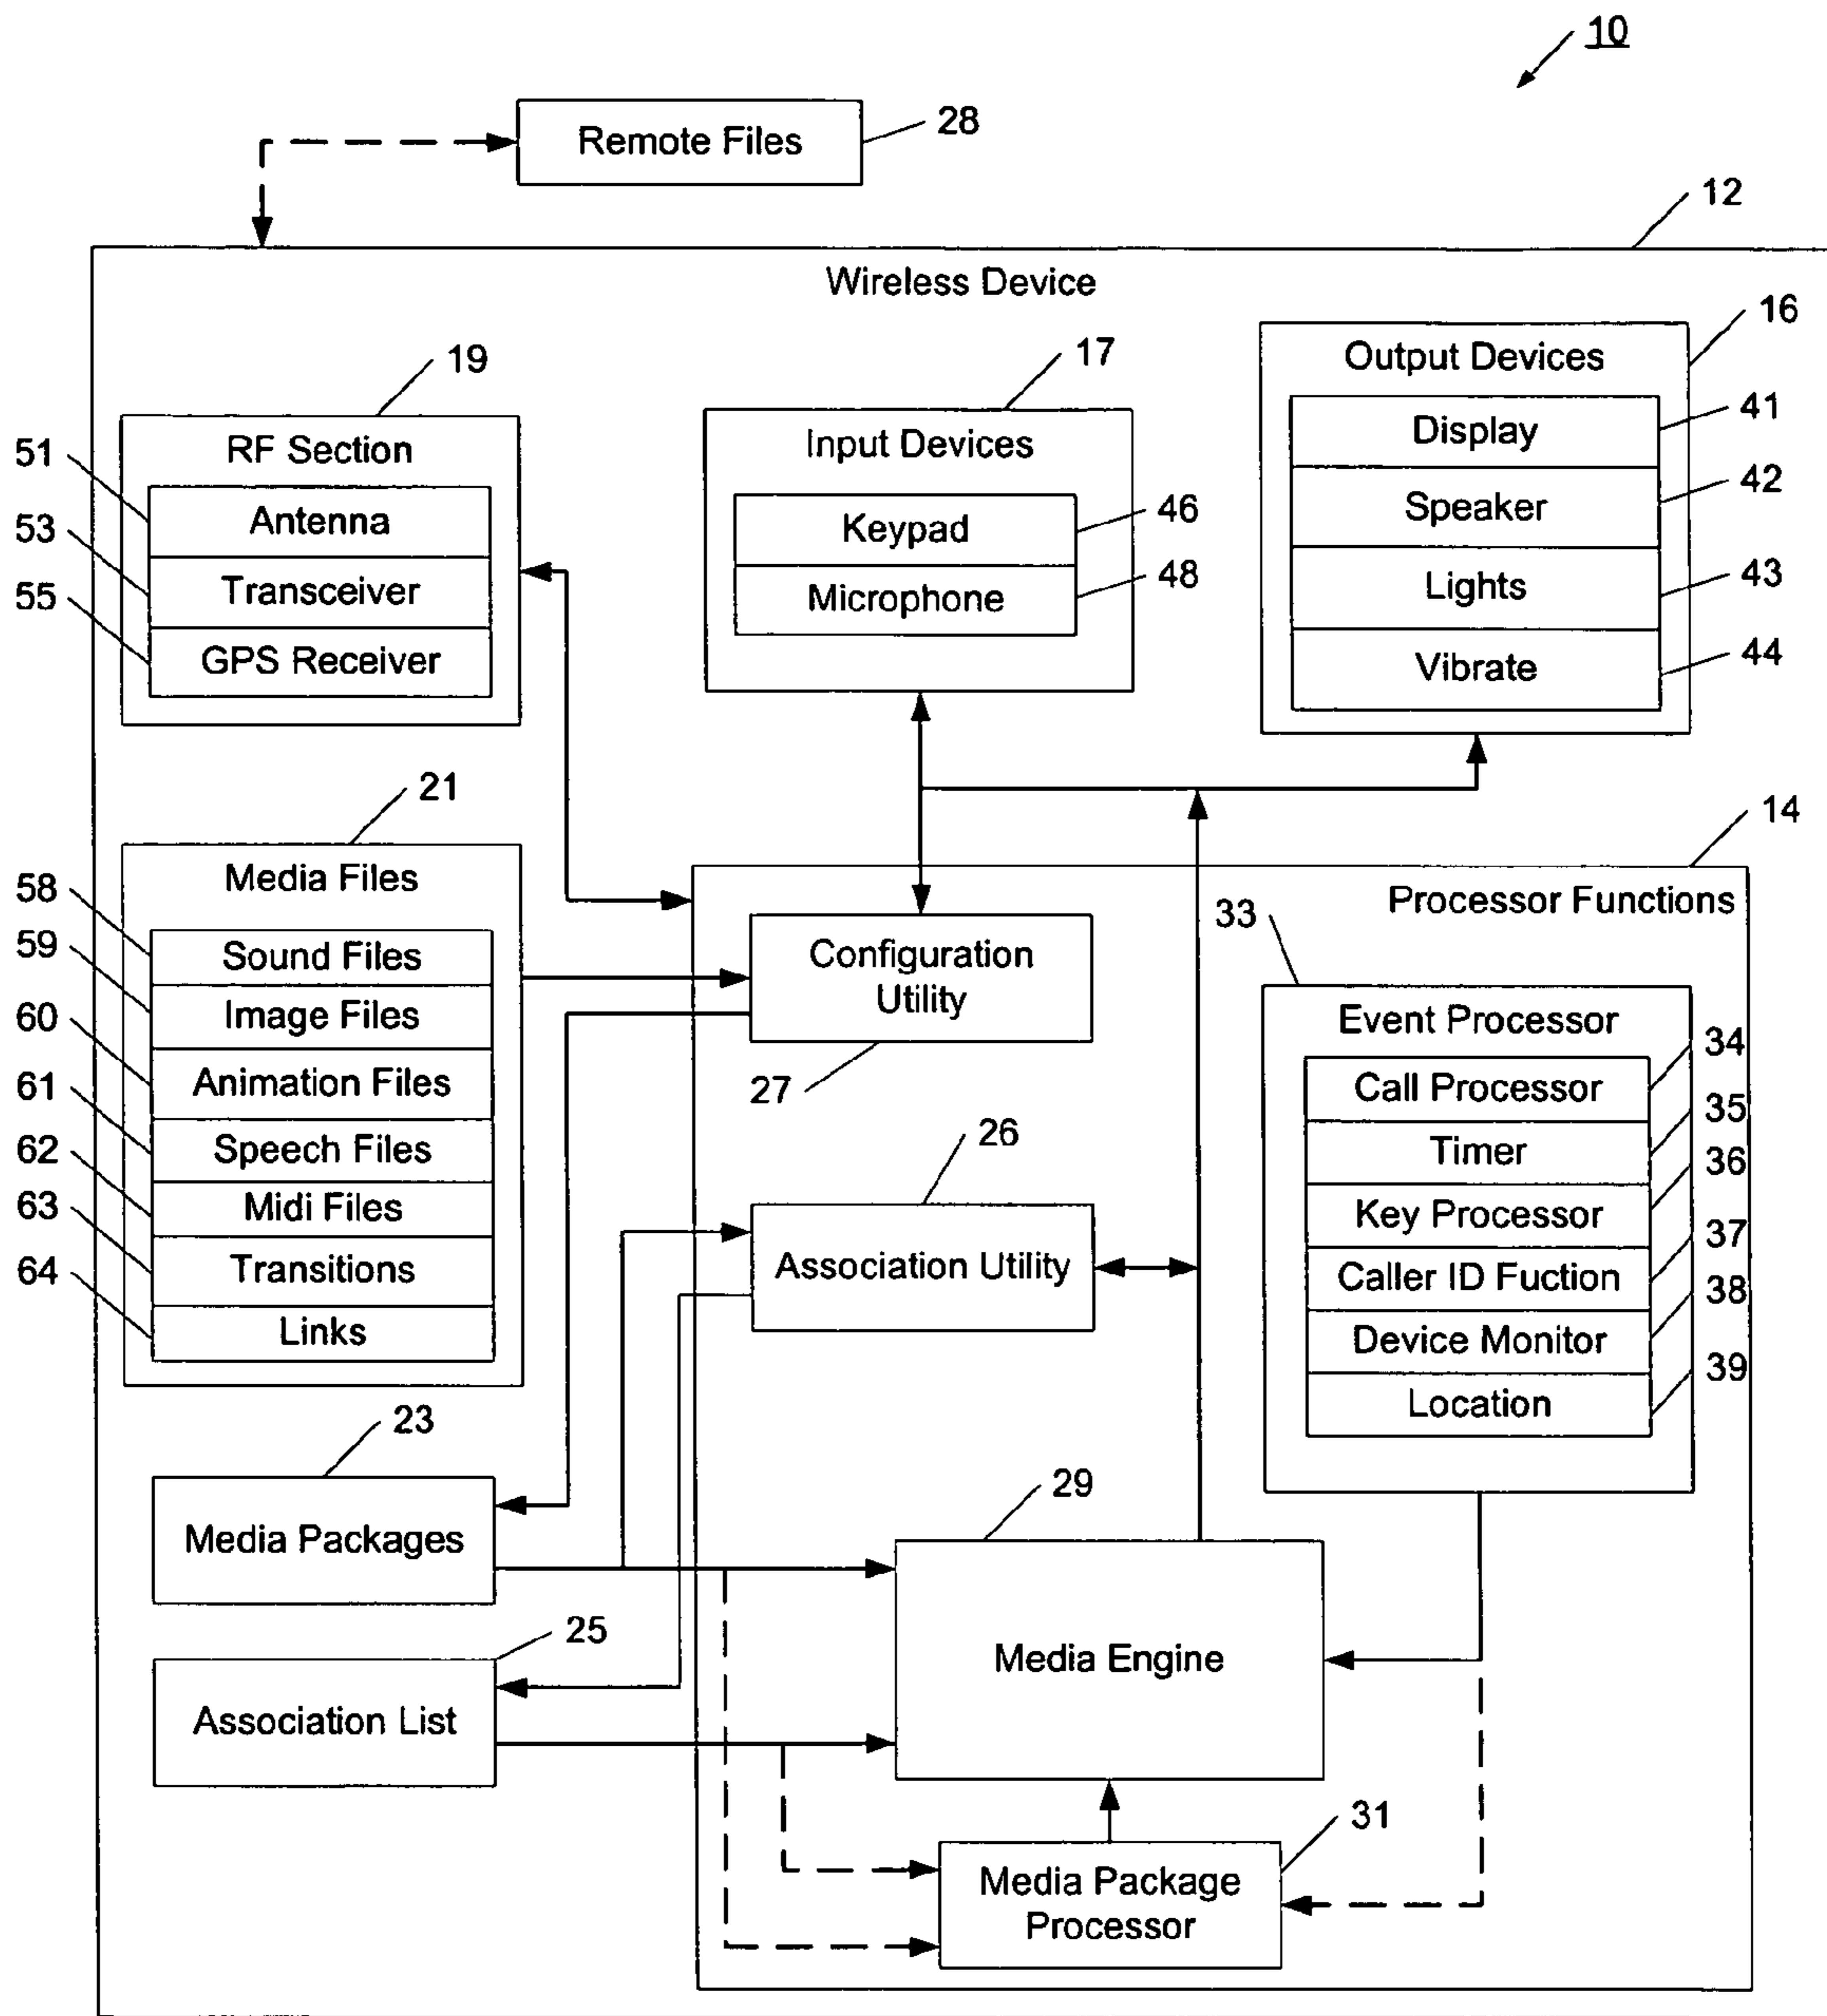 10
Remote Files
28
12
Wireless Device
19
RF Section
51
Antenna
53
Transceiver
55
GPS Receiver
17
Input Devices
Keypad
46
Microphone
48
16
Output Devices
Display
41
Speaker
42
Lights
43
Vibrate
44
21
Media Files
58
Sound Files
59
Image Files
60
Animation Files
61
Speech Files
62
Midi Files
63
Transitions
64
Links
14
Processor Functions
Configuration
Utility
27
33
Event Processor
Call Processor
34
Timer
35
Key Processor
36
Caller ID Fuction
37
Device Monitor
38
Location
39
26
Association Utility
23
Media Packages
25
Association List
29
Media Engine
31
Media Package
Processor